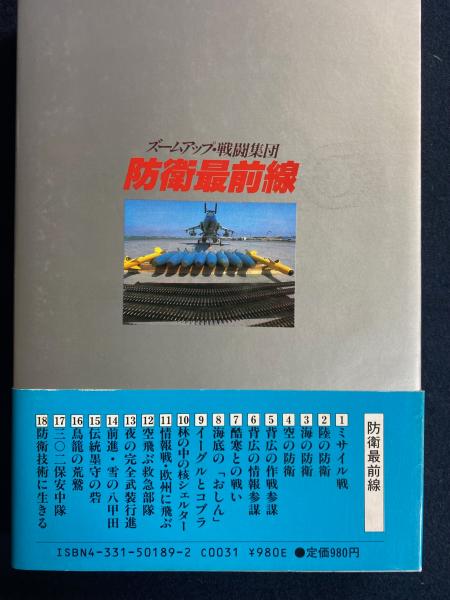 ズームアップ・戦闘集団
防衛最前線
防衛最前線
1 ミサイル戦
2 陸の防衛
3 海の防衛
4 空の防衛
5 背広の作戦参謀
6 背広の情報参謀
7 酷寒との戦い
8 海底の「おしん」
9 イーグルとコブラ
10 林の中の核シェルター
11 情報戦・欧州に飛ぶ
12 空飛ぶ救急部隊
13 夜の完全武装行進
14 前進・雪の八甲田
15 伝統墨守の砦
16 鳥籠の荒鷲
17 三〇二保安中隊
18 防衛技術に生きる
ISBN4-331-50189-2 C0031 ¥980E ●定価980円